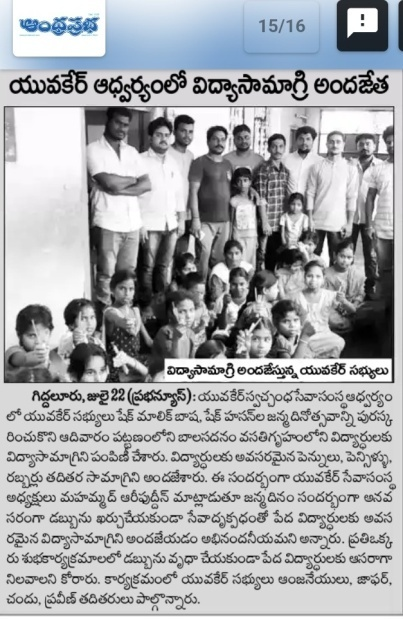 ఆంధ్రప్రభ
15/16
యువకేర్ ఆధ్వర్యంలో విద్యాసామాగ్రి అందజేత
విద్యాసామాగ్రి అందజేస్తున్న యువకేర్ సభ్యులు
గిద్దలూరు, జులై 22 (ప్రభన్యూస్): యువకేర్ స్వచ్ఛంధ సేవాసంస్థ ఆధ్వర్యం
లో యువకేర్ సభ్యులు షేక్ మాలిక్ బాష, షేక్ హసన్‌ల జన్మదినోత్సవాన్ని పురస్క
రించుకొని ఆదివారం పట్టణంలోని బాలసదనం వసతిగృహంలోని విద్యార్థులకు
విద్యాసామాగ్రిని పంపిణీ చేశారు. విద్యార్థులకు అవసరమైన పెన్నులు, పెన్సిళ్ళు,
రబ్బర్లు తదితర సామాగ్రిని అందజేశారు. ఈ సందర్భంగా యువకేర్ సేవాసంస్థ
అధ్యక్షులు మహమ్మద్ ఆరీపుద్దీన్ మాట్లాడుతూ జన్మదినం సందర్భంగా అనవ
సరంగా డబ్బును ఖర్చుచేయకుండా సేవాదృక్పధంతో పేద విద్యార్థులకు అవస
రమైన విద్యాసామాగ్రిని అందజేయడం అభినందనీయమని అన్నారు. ప్రతిఒక్క
రు శుభకార్యక్రమాలలో డబ్బును వృధా చేయకుండా పేద విద్యార్థులకు ఆసరాగా
నిలవాలని కోరారు. కార్యక్రమంలో యువకేర్ సభ్యులు ఆంజనేయులు, జాఫర్,
చందు, ప్రవీణ్ తదితరులు పాల్గొన్నారు.